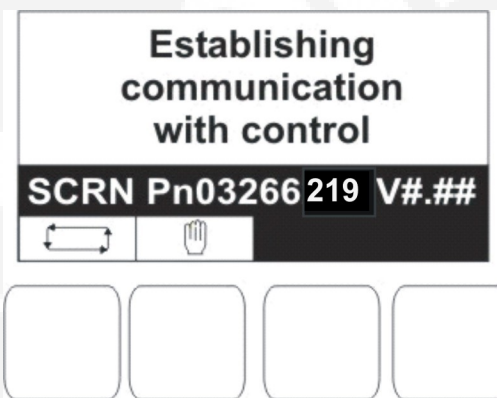 Establishing
communication
with control
SCRN Pn03266219 V#.##